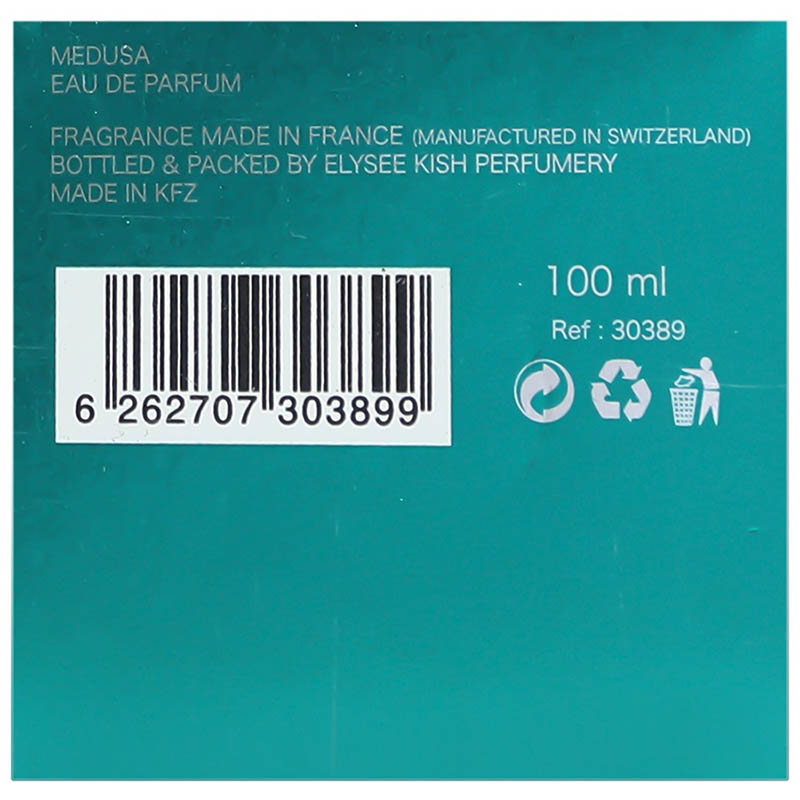 MEDUSA
EAU DE PARFUM
FRAGRANCE MADE IN FRANCE (MANUFACTURED IN SWITZERLAND)
BOTTLED & PACKED BY ELYSEE KISH PERFUMERY
MADE IN KFZ
100 ml
Ref : 30389
6 262707 303899